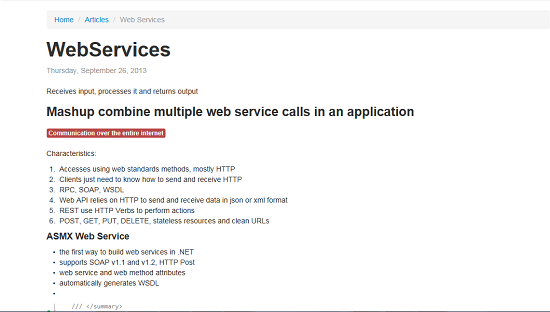 Home / Articles / Web Services
WebServices
Thursday, September 26, 2013
Receives input, processes it and returns output
Mashup combine multiple web service calls in an application
Communication over the entire internet
Characteristics:
1. Accesses using web standards methods, mostly HTTP
2. Clients just need to know how to send and receive HTTP
3. RPC, SOAP, WSDL
4. Web API relies on HTTP to send and receive data in json or xml format
5. REST use HTTP Verbs to perform actions
6. POST, GET, PUT, DELETE, stateless resources and clean URLs
ASMX Web Service
• the first way to build web services in .NET
• supports SOAP v1.1 and v1.2, HTTP Post
• web service and web method attributes
• automatically generates WSDL
•
/// </summary>